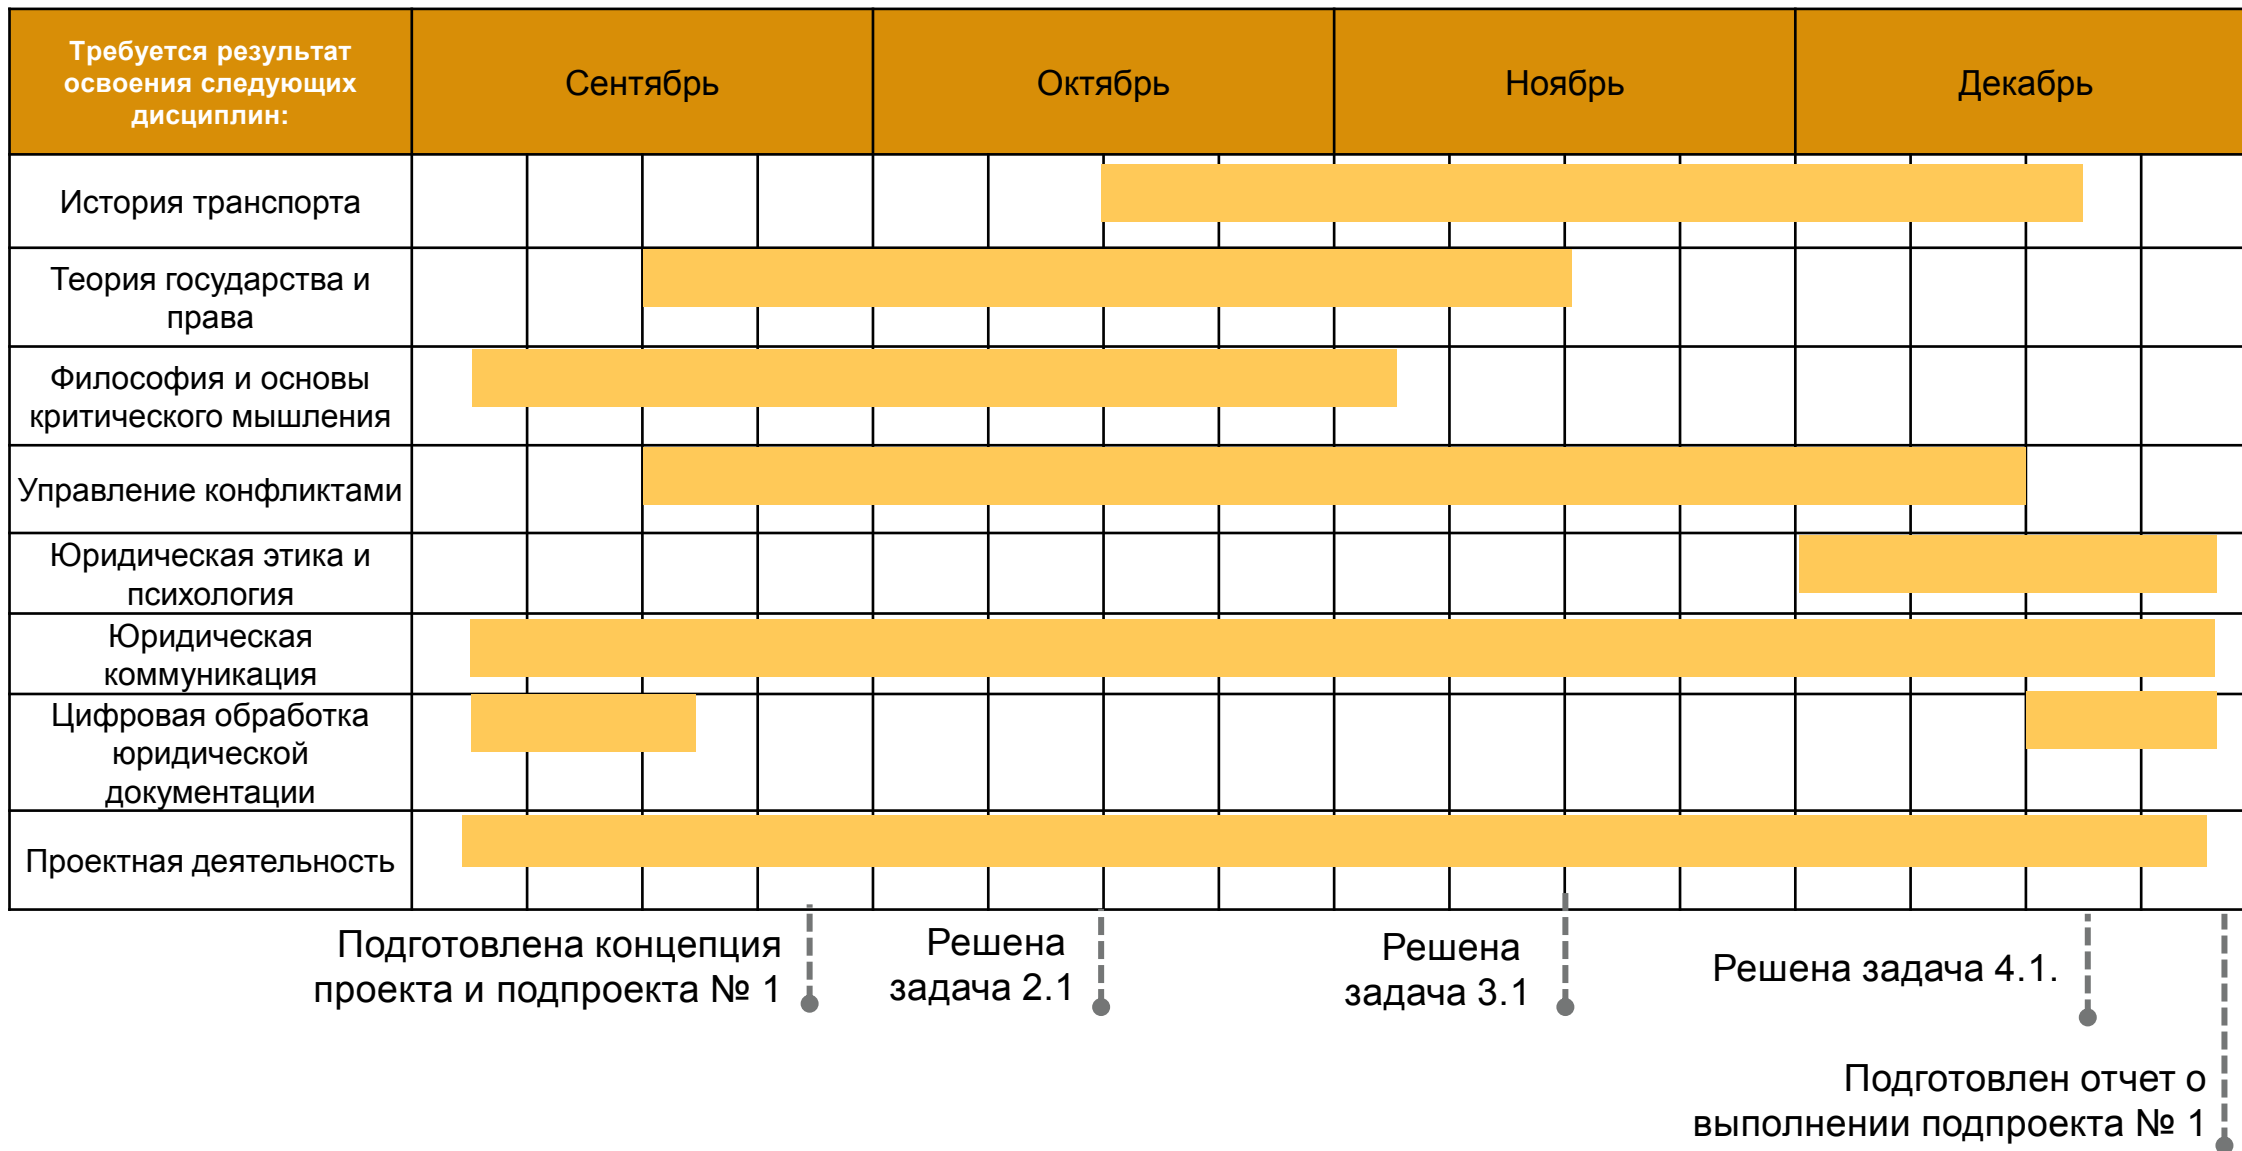 Требуется результат
освоения следующих
дисциплин:
Сентябрь
Октябрь
Ноябрь
Декабрь
История транспорта
Теория государства и
права
Философия и основы
критического мышления
Управление конфликтами
Юридическая этика и
психология
Юридическая
коммуникация
Цифровая обработка
юридической
документации
Проектная деятельность
Подготовлена концепция
проекта и подпроекта № 1
Решена
задача 2.1
Решена
задача 3.1
Решена задача 4.1.
Подготовлен отчет о
выполнении подпроекта № 1